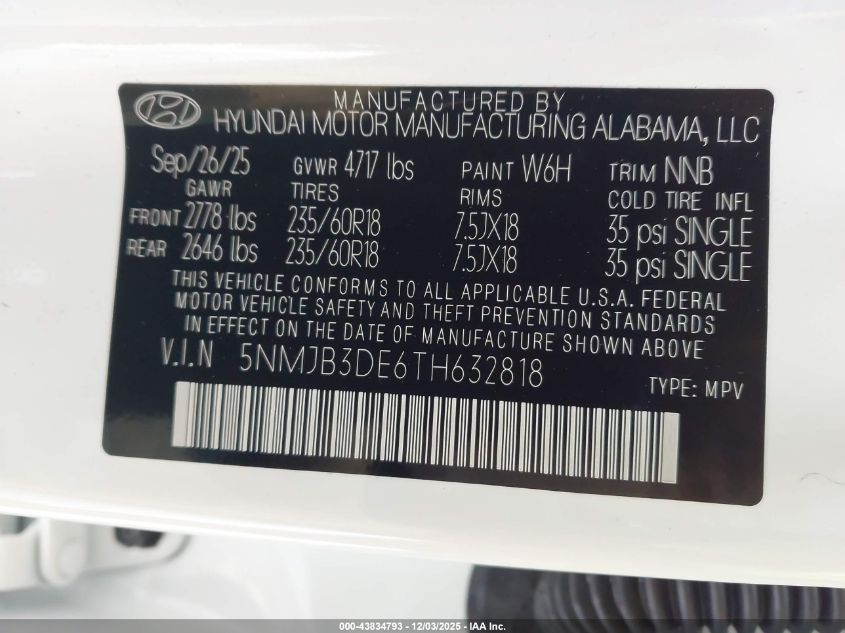 MANUFACTURED BY
HYUNDAI MOTOR MANUFACTURING ALABAMA, LLC
Sep/26/25 GVWR 4717 lbs PAINT W6H TRIM NNB
GAWR TIRES RIMS COLD TIRE INFL
FRONT 2778 lbs 235/60R18 7.5JX18 35 psi SINGLE
REAR 2646 lbs 235/60R18 7.5JX18 35 psi SINGLE
THIS VEHICLE CONFORMS TO ALL APPLICABLE U.S.A. FEDERAL
MOTOR VEHICLE SAFETY AND THEFT PREVENTION STANDARDS
IN EFFECT ON THE DATE OF MANUFACTURE SHOWN ABOVE
V.I.N 5NMJB3DE6TH632818
TYPE: MPV
000-43834793 - 12/03/2025 - IAA Inc.